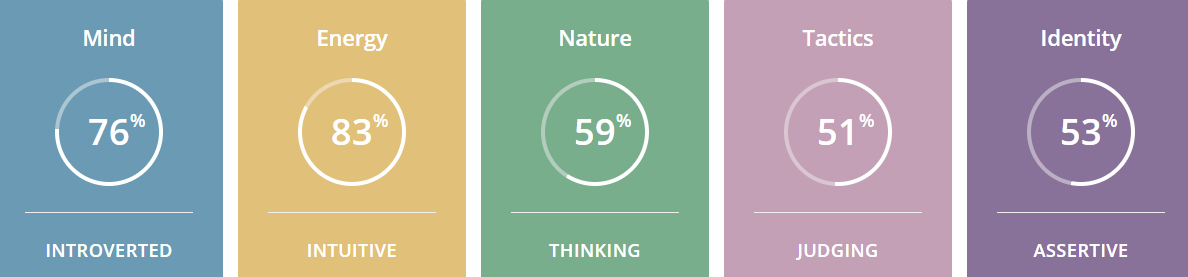 Mind
76%
INTROVERTED
Energy
83%
INTUITIVE
Nature
59%
THINKING
Tactics
51%
JUDGING
Identity
53%
ASSERTIVE